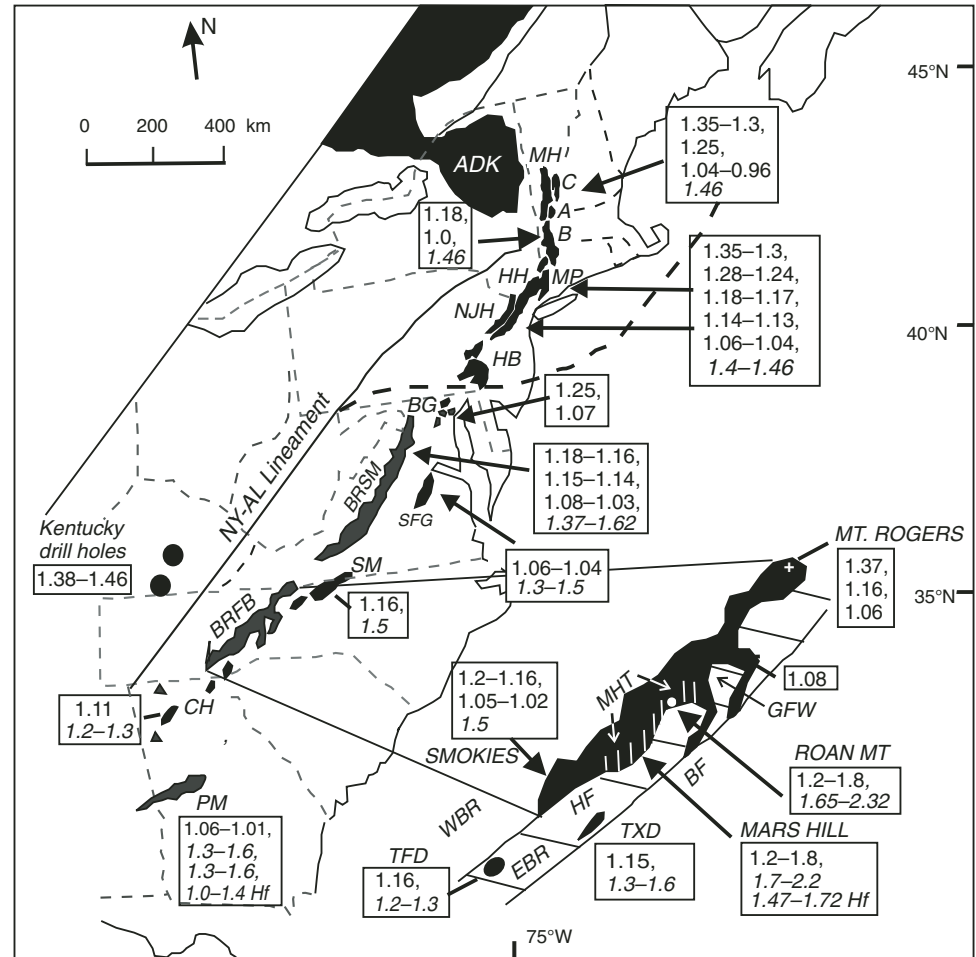 N
45°N
0 200 400 km
ADK
MH
C
A
B
1.35–1.3,
1.25,
1.04–0.96
1.46
1.18,
1.0,
1.46
HH
MP
NJH
HB
1.35–1.3,
1.28–1.24,
1.18–1.17,
1.14–1.13,
1.06–1.04,
1.4–1.46
40°N
BG
1.25,
1.07
NY-AL Lineament
BRSM
SFG
1.18–1.16,
1.15–1.14,
1.08–1.03,
1.37–1.62
Kentucky
drill holes
1.38–1.46
SM
1.16,
1.5
1.06–1.04
1.3–1.5
BRFB
MT. ROGERS
1.37,
1.16,
1.06
35°N
+
1.11
1.2–1.3
CH
1.2–1.16,
1.05–1.02
1.5
SMOKIES
MHT
1.08
GFW
ROAN MT
1.2–1.8,
1.65–2.32
PM
1.06–1.01,
1.3–1.6,
1.3–1.6,
1.0–1.4 Hf
WBR
HF
BF
EBR
TFD
1.16,
1.2–1.3
TXD
1.15,
1.3–1.6
MARS HILL
1.2–1.8,
1.7–2.2
1.47–1.72 Hf
75°W